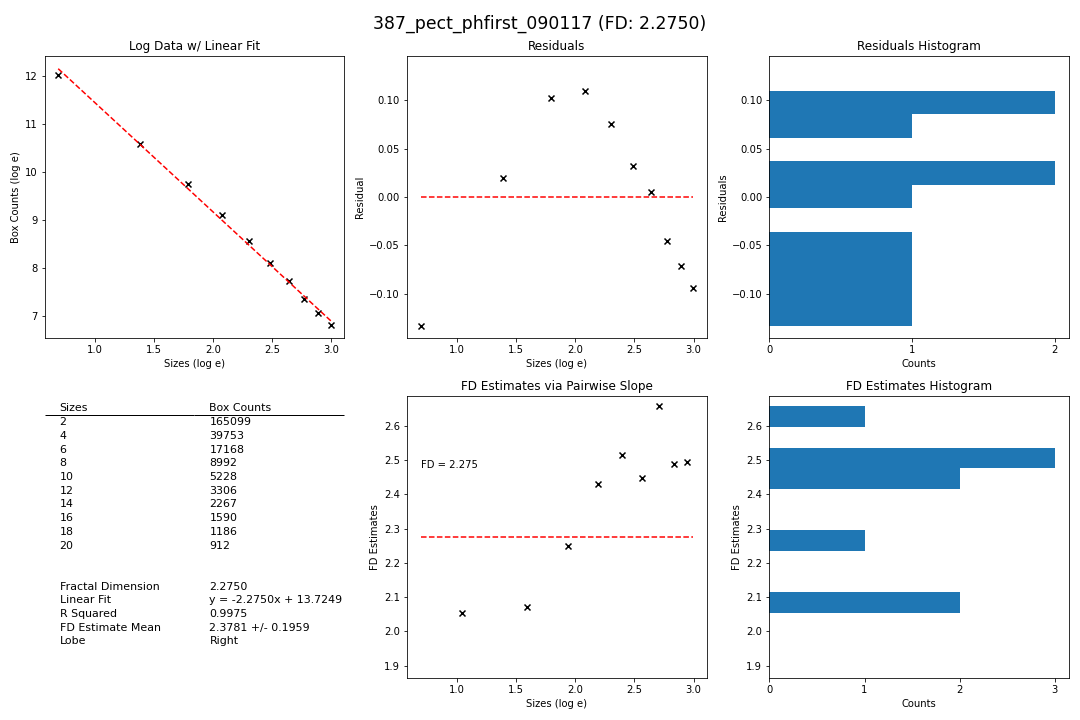 387_pect_phfirst_090117 (FD: 2.2750)
Log Data w/ Linear Fit
Box Counts (log e)
12
11
10
9
8
7
1.0 1.5 2.0 2.5 3.0
Sizes (log e)
Residuals
Residual
0.10
0.05
0.00
−0.05
−0.10
1.0 1.5 2.0 2.5 3.0
Sizes (log e)
Residuals Histogram
Residuals
0.10
0.05
0.00
−0.05
−0.10
0 1 2
Counts
Sizes Box Counts
2 165099
4 39753
6 17168
8 8992
10 5228
12 3306
14 2267
16 1590
18 1186
20 912
Fractal Dimension 2.2750
Linear Fit y = -2.2750x + 13.7249
R Squared 0.9975
FD Estimate Mean 2.3781 +/- 0.1959
Lobe Right
FD Estimates via Pairwise Slope
FD Estimates
2.6
2.5
2.4
2.3
2.2
2.1
2.0
1.9
FD = 2.275
1.0 1.5 2.0 2.5 3.0
Sizes (log e)
FD Estimates Histogram
FD Estimates
2.6
2.5
2.4
2.3
2.2
2.1
2.0
1.9
0 1 2 3
Counts